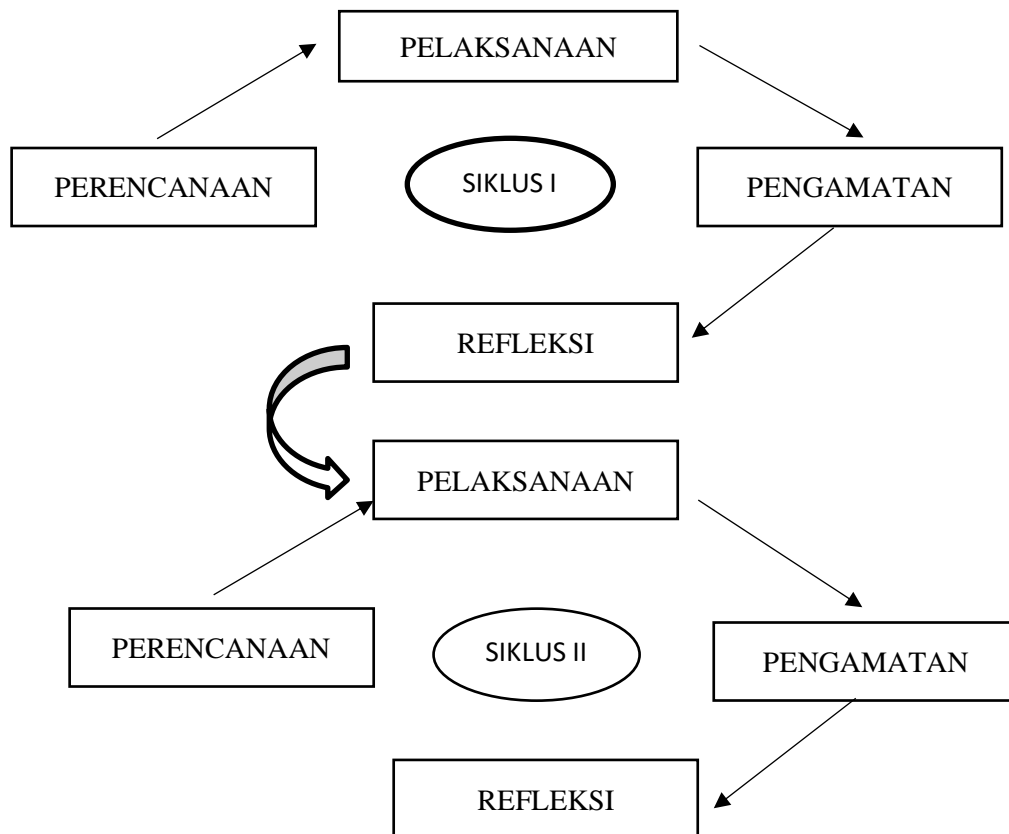 PELAKSANAAN
PERENCANAAN
SIKLUS I
PENGAMATAN
REFLEKSI
PELAKSANAAN
PERENCANAAN
SIKLUS II
PENGAMATAN
REFLEKSI